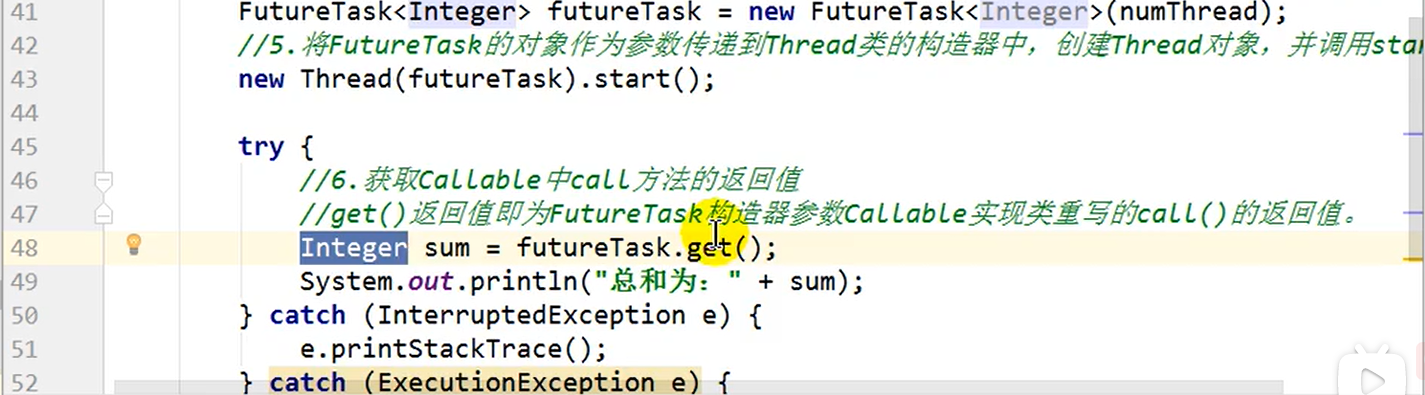 41 FutureTask<Integer> futureTask = new FutureTask<Integer>(numThread);
42 //5.将FutureTask的对象作为参数传递到Thread类的构造器中，创建Thread对象，并调用star
43 new Thread(futureTask).start();
44
45 try {
46 //6.获取Callable中call方法的返回值
47 //get()返回值即为FutureTask构造器参数Callable实现类重写的call()的返回值。
48 Integer sum = futureTask.get();
49 System.out.println("总和为：" + sum);
50 } catch (InterruptedException e) {
51 e.printStackTrace();
52 } catch (ExecutionException e) {